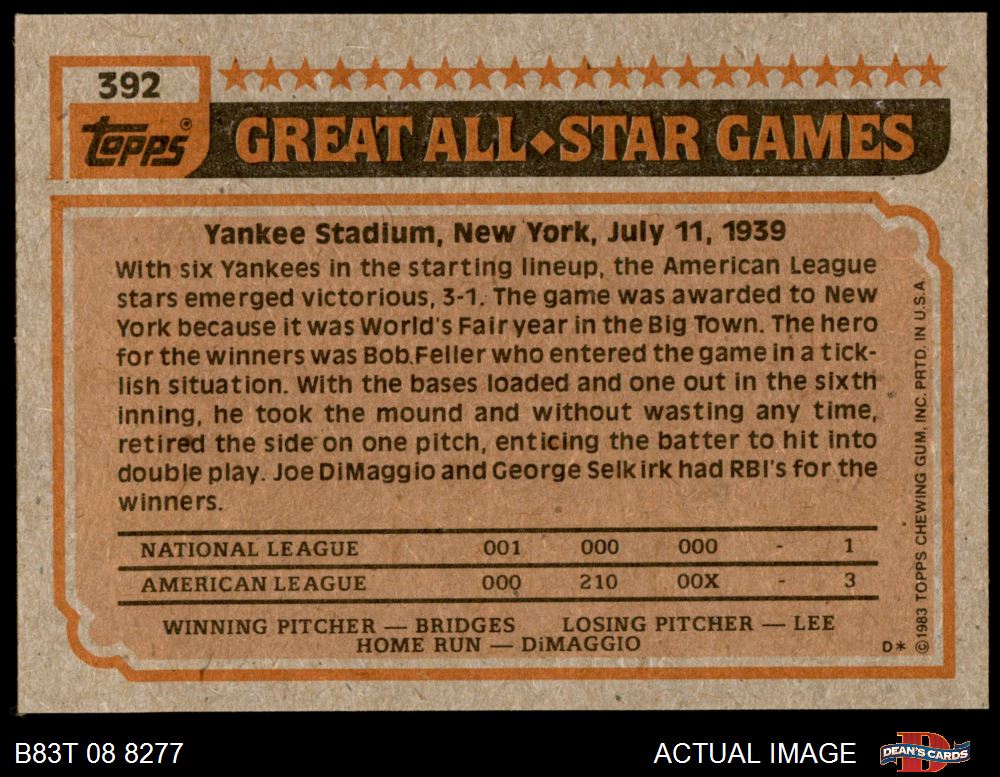 392
topps®
GREAT ALL◆STAR GAMES
Yankee Stadium, New York, July 11, 1939
With six Yankees in the starting lineup, the American League
stars emerged victorious, 3-1. The game was awarded to New
York because it was World's Fair year in the Big Town. The hero
for the winners was Bob Feller who entered the game in a tick-
lish situation. With the bases loaded and one out in the sixth
inning, he took the mound and without wasting any time,
retired the side on one pitch, enticing the batter to hit into
double play. Joe DiMaggio and George Selkirk had RBI's for the
winners.
NATIONAL LEAGUE 001 000 000 - 1
AMERICAN LEAGUE 000 210 00X - 3
WINNING PITCHER — BRIDGES LOSING PITCHER — LEE
HOME RUN — DiMAGGIO
D* ©1983 TOPPS CHEWING GUM, INC. PRTD. IN U.S.A.
B83T 08 8277
ACTUAL IMAGE
DEAN'S CARDS